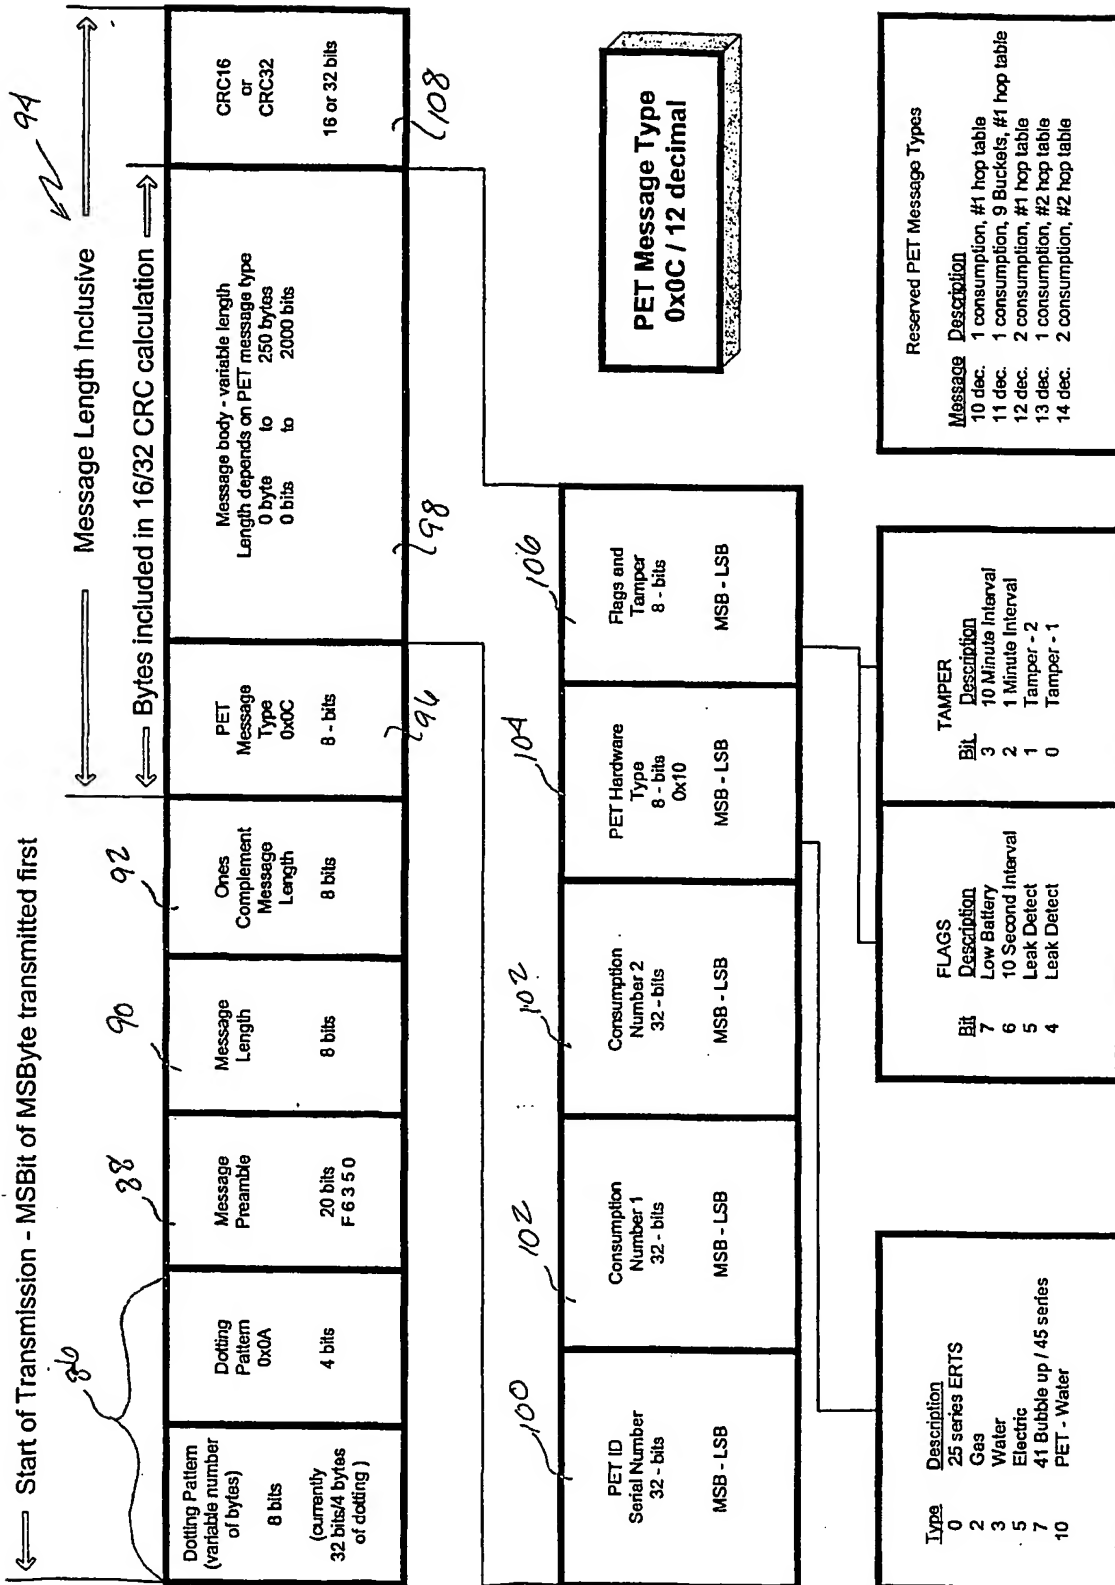 Start of Transmission - MSBit of MSByte transmitted first
94
Message Length Inclusive
Bytes included in 16/32 CRC calculation
86
88
90
92
Dotting Pattern
(variable number
of bytes)
8 bits
(currently
32 bits/4 bytes
of dotting )
Dotting
Pattern
0x0A
4 bits
Message
Preamble
20 bits
F 6 3 5 0
Message
Length
8 bits
Ones
Complement
Message
Length
8 bits
PET
Message
Type
0x0C
8 - bits
Message body - variable length
Length depends on PET message type
0 byte to 250 bytes
0 bits to 2000 bits
CRC16
or
CRC32
16 or 32 bits
96
98
108
100
102
102
104
106
PET ID
Serial Number
32 - bits
MSB - LSB
Consumption
Number 1
32 - bits
MSB - LSB
Consumption
Number 2
32 - bits
MSB - LSB
PET Hardware
Type
8 - bits
0x10
MSB - LSB
Flags and
Tamper
8 - bits
MSB - LSB
PET Message Type
0x0C / 12 decimal
Type Description
0 25 series ERTS
2 Gas
3 Water
5 Electric
7 41 Bubble up / 45 series
10 PET - Water
FLAGS
Bit Description
7 Low Battery
6 10 Second Interval
5 Leak Detect
4 Leak Detect
TAMPER
Bit Description
3 10 Minute Interval
2 1 Minute Interval
1 Tamper - 2
0 Tamper - 1
Reserved PET Message Types
Message Description
10 dec. 1 consumption, #1 hop table
11 dec. 1 consumption, 9 Buckets, #1 hop table
12 dec. 2 consumption, #1 hop table
13 dec. 1 consumption, #2 hop table
14 dec. 2 consumption, #2 hop table